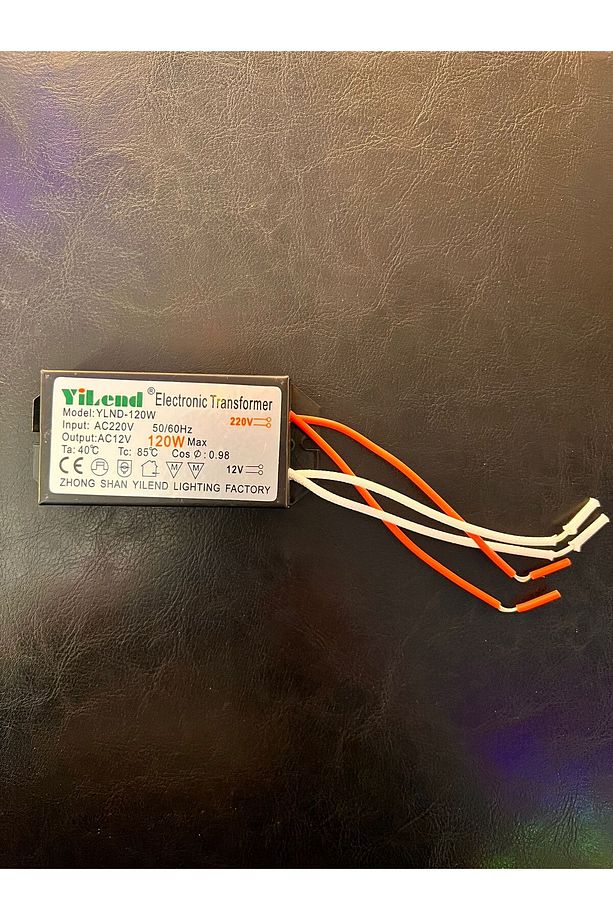 YiLend ® Electronic Transformer
Model: YLND-120W
220V
Input: AC220V 50/60Hz
Output:AC12V 120W Max
Ta: 40℃ Tc: 85℃ Cos ∅ : 0.98
CE M M 12V
ZHONG SHAN YILEND LIGHTING FACTORY